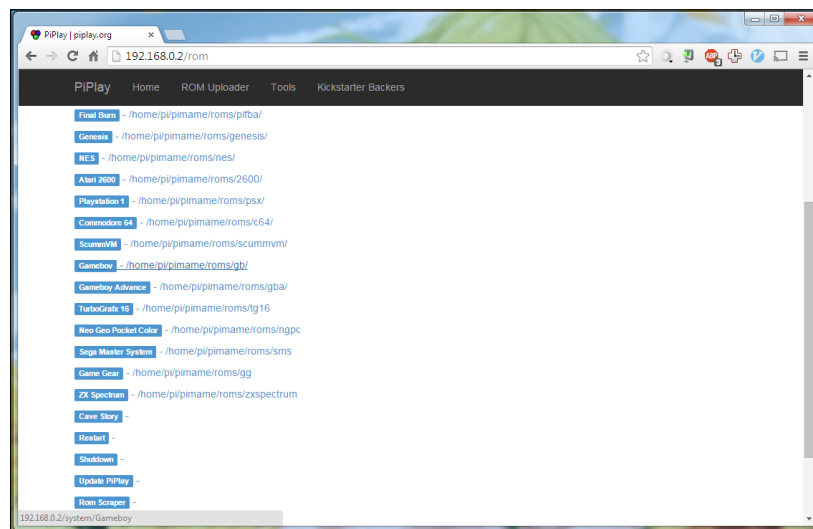 PiPlay | piplay.org
192.168.0.2/rom
ABP
3
PiPlay Home ROM Uploader Tools Kickstarter Backers
Final Burn - /home/pi/pimame/roms/pifba/
Genesis - /home/pi/pimame/roms/genesis/
NES - /home/pi/pimame/roms/nes/
Atari 2600 - /home/pi/pimame/roms/2600/
Playstation 1 - /home/pi/pimame/roms/psx/
Commodore 64 - /home/pi/pimame/roms/c64/
ScummVM - /home/pi/pimame/roms/scummvm/
Gameboy - /home/pi/pimame/roms/gb/
Gameboy Advance - /home/pi/pimame/roms/gba/
TurboGrafx 16 - /home/pi/pimame/roms/tg16
Neo Geo Pocket Color - /home/pi/pimame/roms/ngpc
Sega Master System - /home/pi/pimame/roms/sms
Game Gear - /home/pi/pimame/roms/gg
ZX Spectrum - /home/pi/pimame/roms/zxspectrum
Cave Story -
Restart -
Shutdown -
Update PiPlay -
Rom Scraper -
192.168.0.2/system/Gameboy